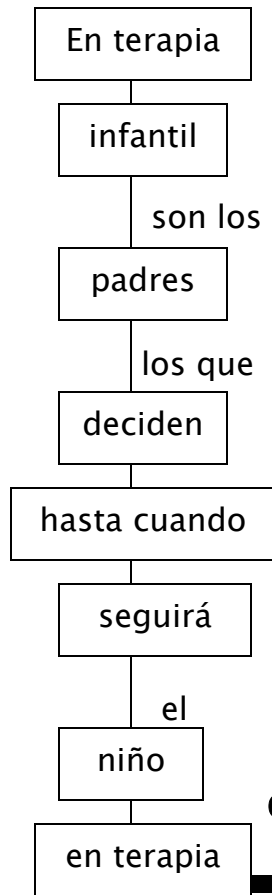 En terapia
infantil
son los
padres
los que
deciden
hasta cuando
seguirá
el
niño
en terapia